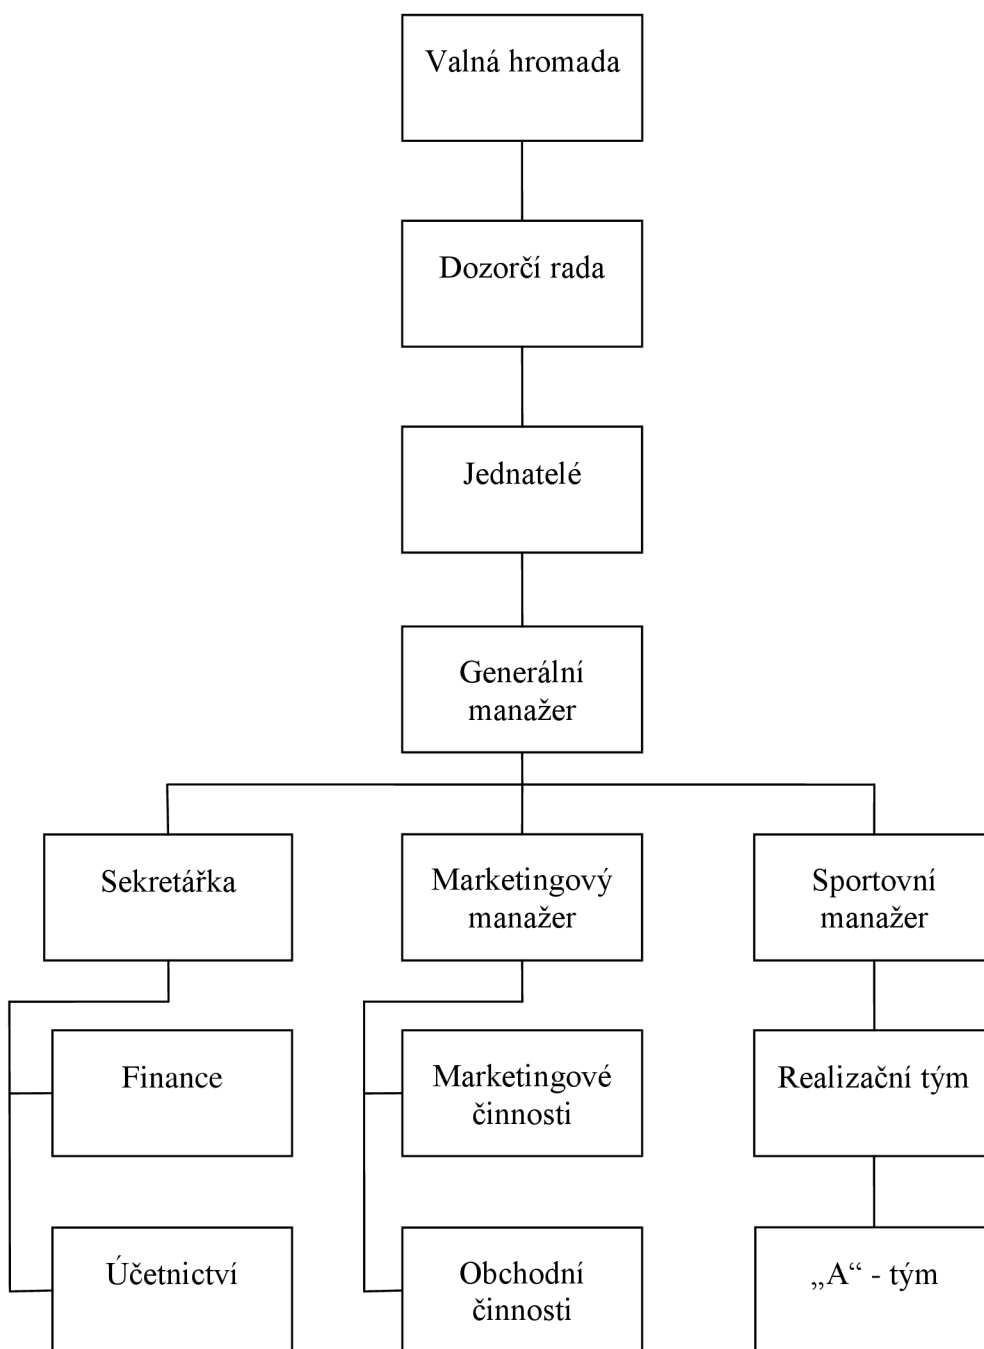 Valná hromada
Dozorčí rada
Jednatelé
Generální
manažer
Sekretářka
Marketingový
manažer
Sportovní
manažer
Finance
Marketingové
činnosti
Realizační tým
Účetnictví
Obchodní
činnosti
„A“ - tým